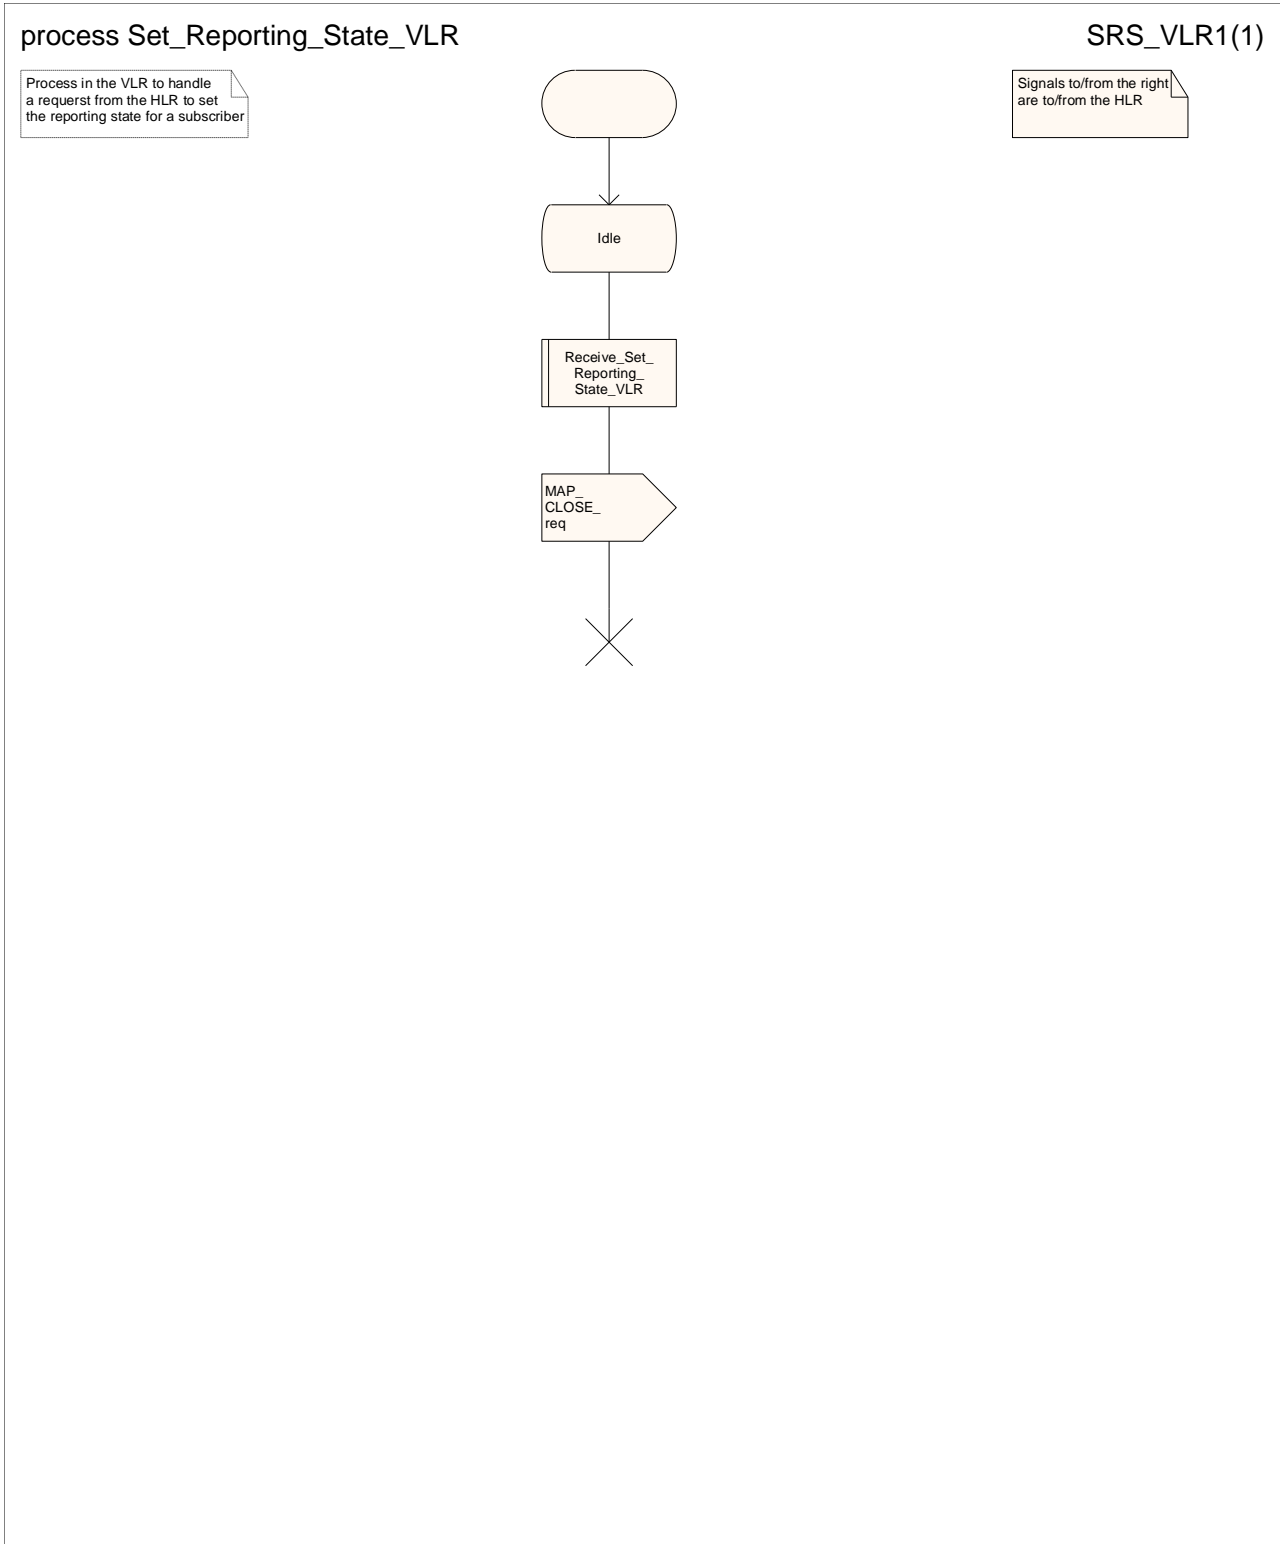 process Set_Reporting_State_VLR
SRS_VLR1(1)
Process in the VLR to handle
a requerst from the HLR to set
the reporting state for a subscriber
Signals to/from the right
are to/from the HLR
Idle
Receive_Set_
Reporting_
State_VLR
MAP_
CLOSE_
req